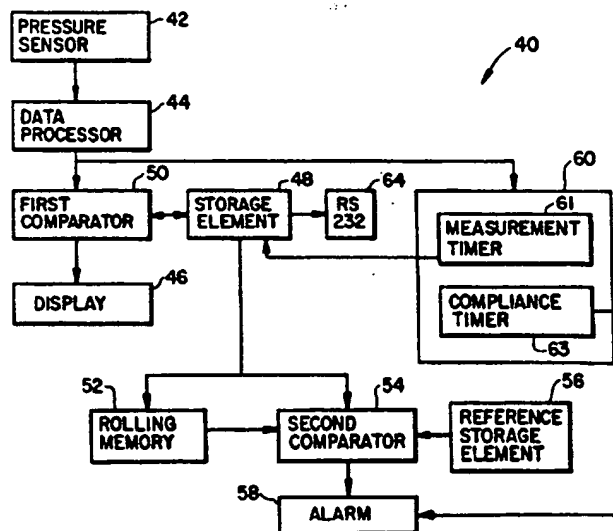 PRESSURE
SENSOR
42
40
DATA
PROCESSOR
44
50
48
64
60
FIRST
COMPARATOR
STORAGE
ELEMENT
RS
232
61
MEASUREMENT
TIMER
DISPLAY
46
COMPLIANCE
TIMER
63
52
54
56
ROLLING
MEMORY
SECOND
COMPARATOR
REFERENCE
STORAGE
ELEMENT
58
ALARM